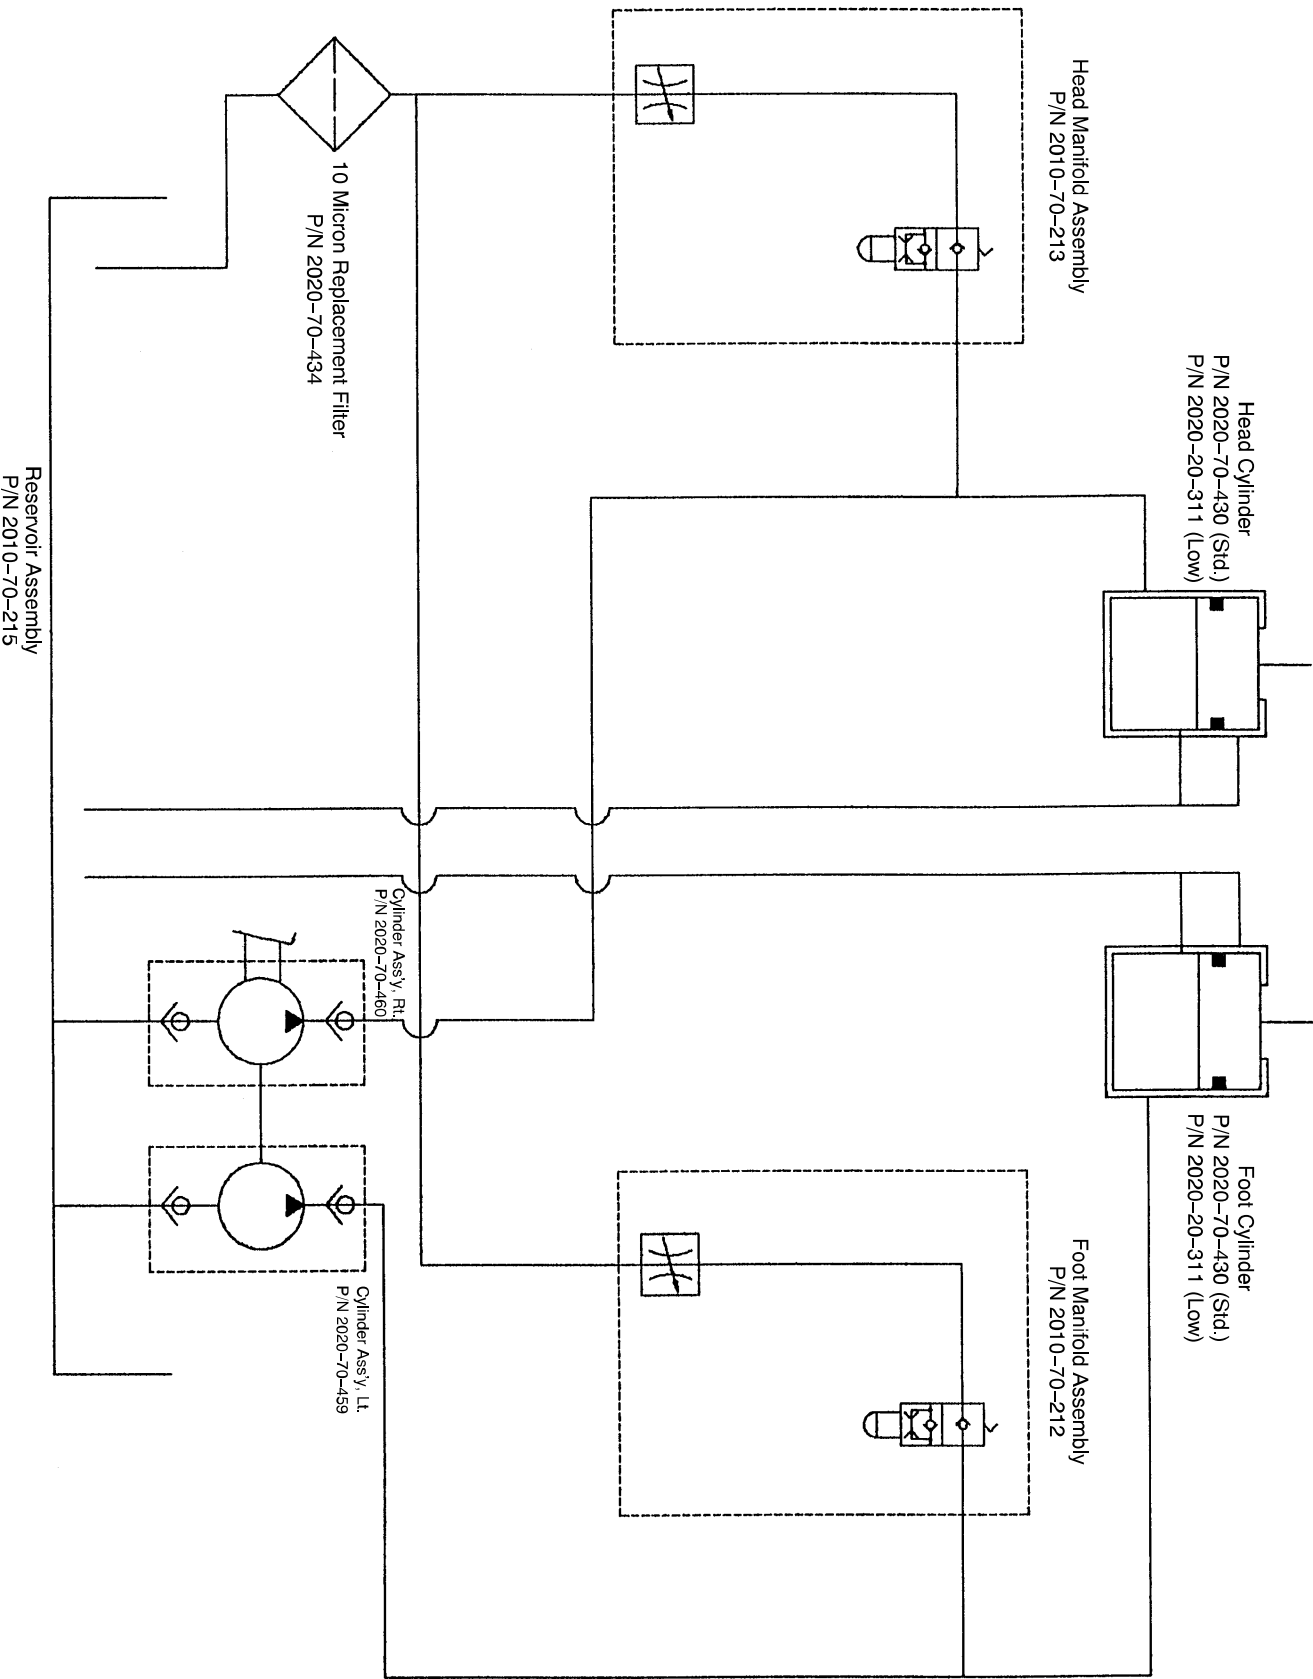 Head Manifold Assembly
P/N 2010-70-213
Head Cylinder
P/N 2020-70-430 (Std.)
P/N 2020-20-311 (Low)
Foot Cylinder
P/N 2020-70-430 (Std.)
P/N 2020-20-311 (Low)
Foot Manifold Assembly
P/N 2010-70-212
10 Micron Replacement Filter
P/N 2020-70-434
Cylinder Ass'y, Rt.
P/N 2020-70-460
Cylinder Ass'y, Lt.
P/N 2020-70-459
Reservoir Assembly
P/N 2010-70-215